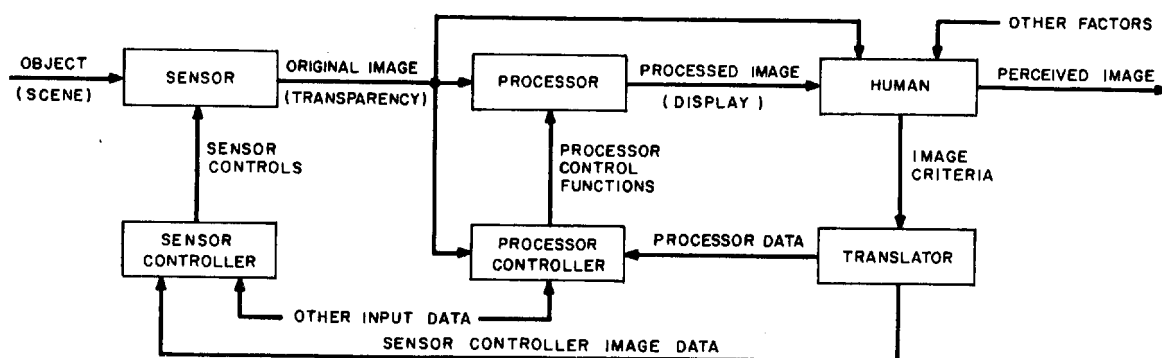 OTHER FACTORS
OBJECT
(SCENE)
SENSOR
ORIGINAL IMAGE
(TRANSPARENCY)
PROCESSOR
PROCESSED IMAGE
(DISPLAY)
HUMAN
PERCEIVED IMAGE
SENSOR
CONTROLS
PROCESSOR
CONTROL
FUNCTIONS
IMAGE
CRITERIA
SENSOR
CONTROLLER
PROCESSOR
CONTROLLER
PROCESSOR DATA
TRANSLATOR
OTHER INPUT DATA
SENSOR CONTROLLER IMAGE DATA